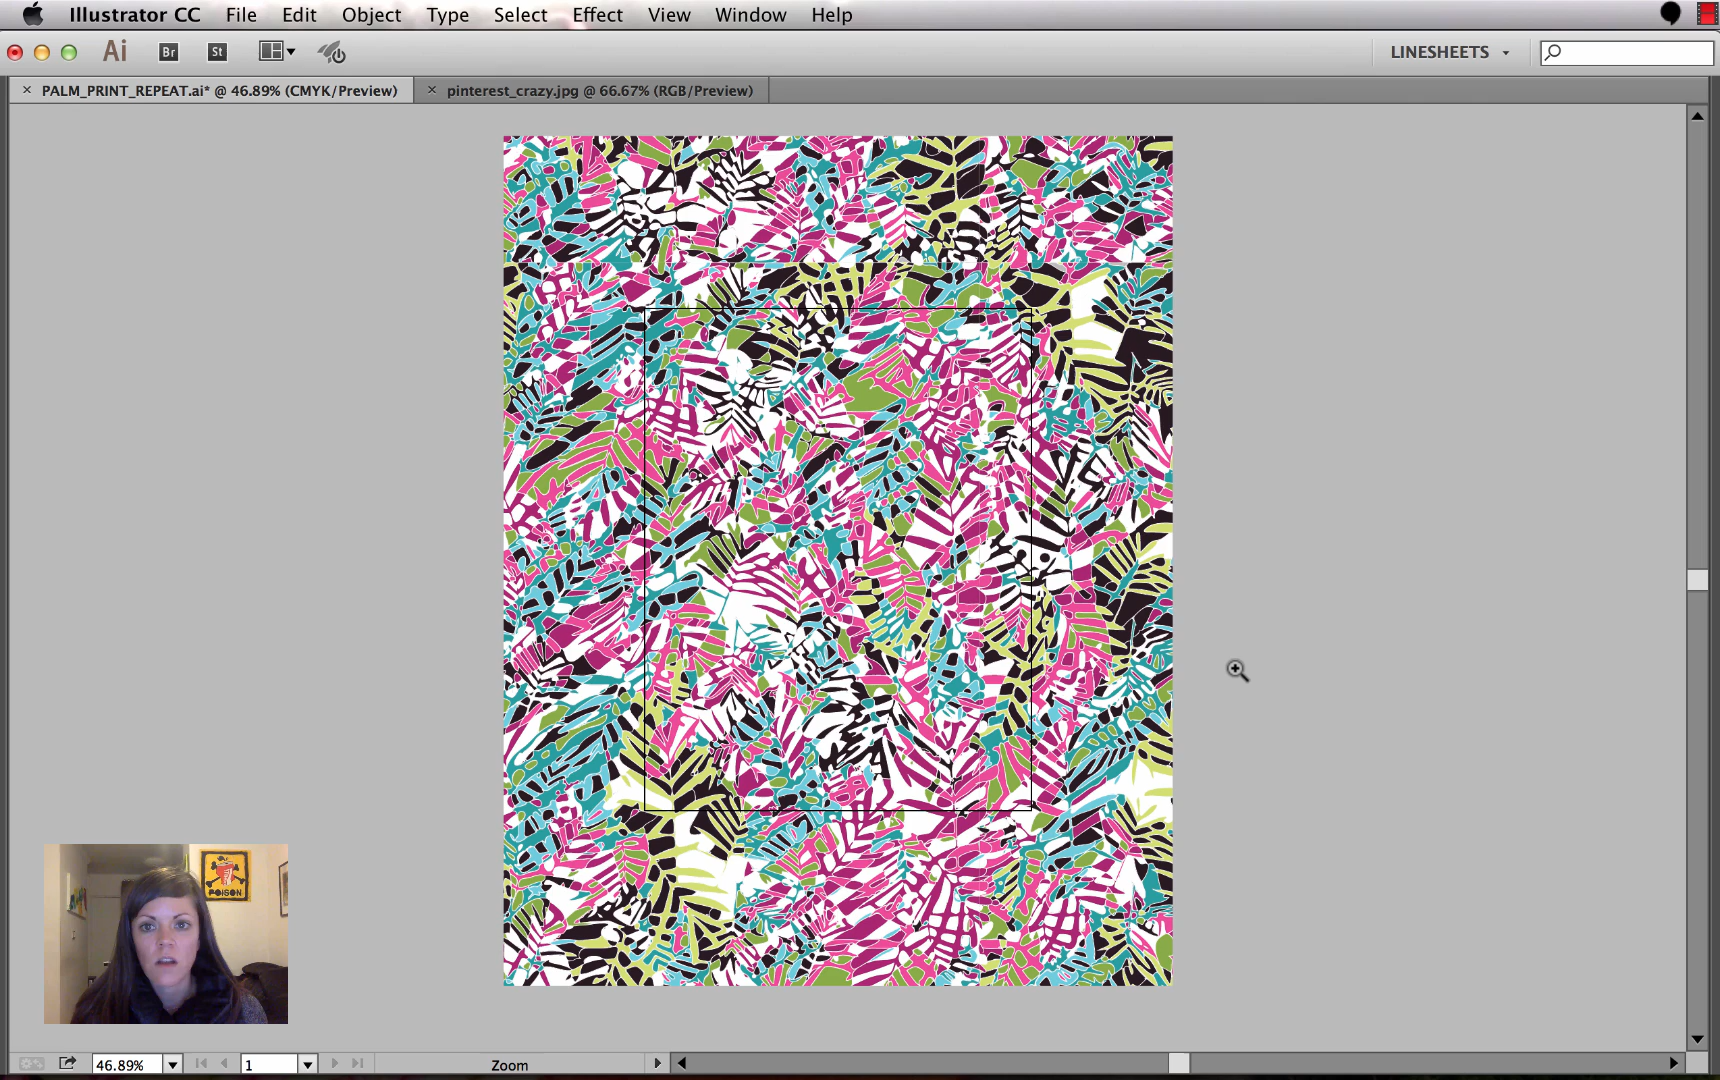 Illustrator CC File Edit Object Type Select Effect View Window Help
Ai Br St LINESHEETS
× PALM_PRINT_REPEAT.ai* @ 46.89% (CMYK/Preview) × pinterest_crazy.jpg @ 66.67% (RGB/Preview)
POISON
46.89% 1 Zoom